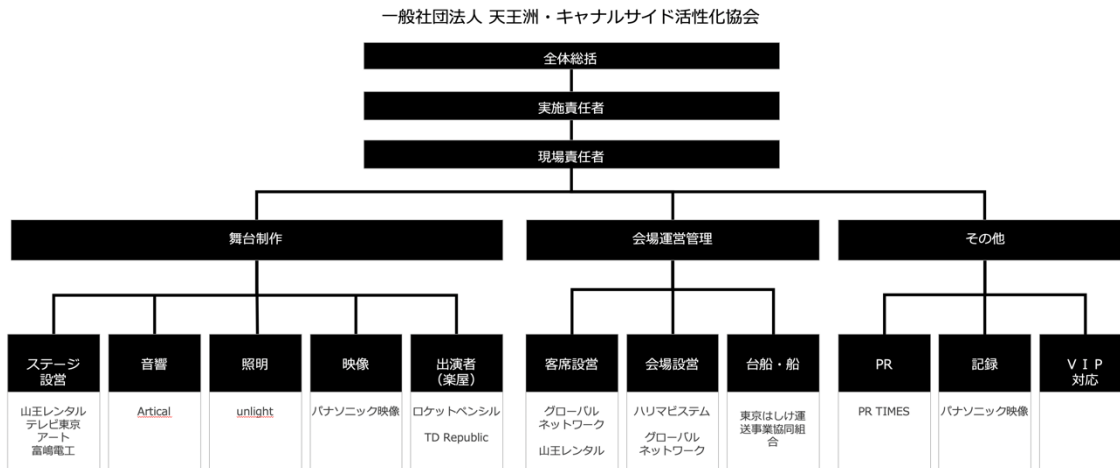 一般社団法人 天王洲・キャナルサイド活性化協会
全体総括
実施責任者
現場責任者
舞台制作
会場運営管理
その他
ステージ
設営
音響
照明
映像
出演者
（楽屋）
客席設営
会場設営
台船・船
PR
記録
ＶＩＰ
対応
山王レンタル
テレビ東京
アート
富嶋電工
Artical
unlight
パナソニック映像
ロケットペンシル
TD Republic
グローバル
ネットワーク
山王レンタル
ハリマビステム
グローバル
ネットワーク
東京はしけ運
送事業協同組
合
PR TIMES
パナソニック映像